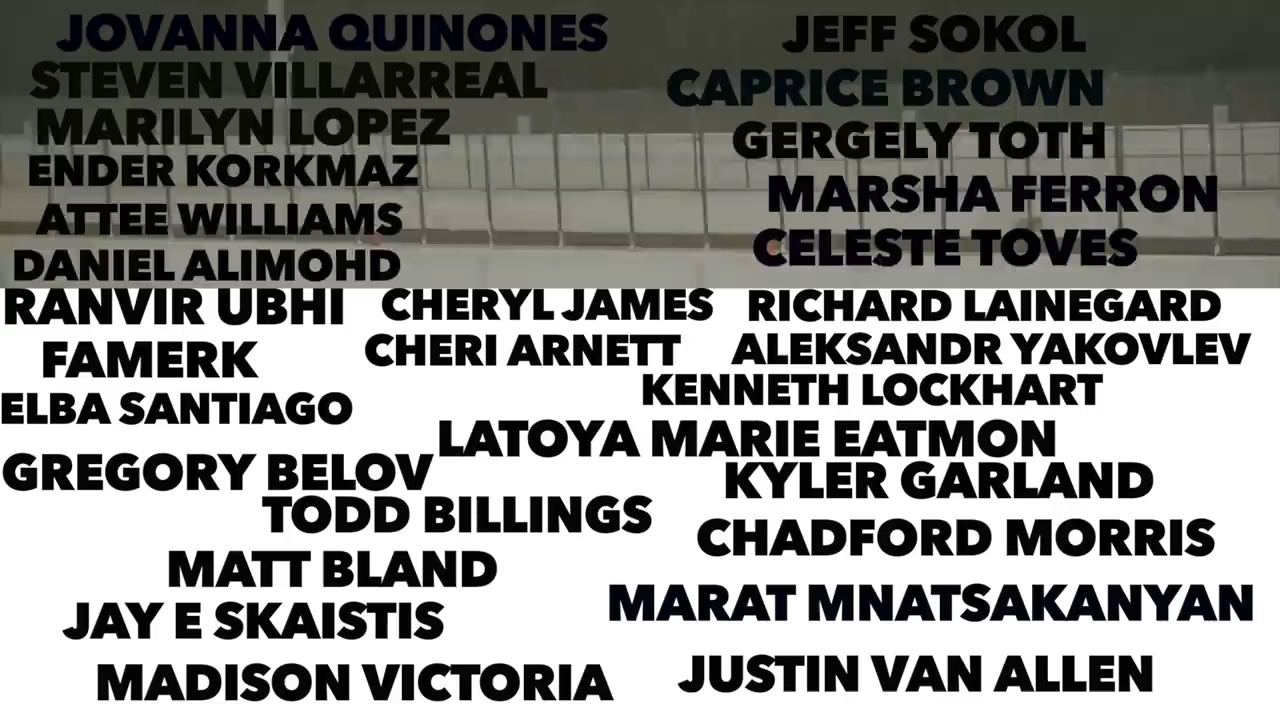 JOVANNA QUINONES
JEFF SOKOL
STEVEN VILLARREAL
CAPRICE BROWN
MARILYN LOPEZ
GERGELY TOTH
ENDER KORKMAZ
MARSHA FERRON
ATTEE WILLIAMS
CELESTE TOVES
DANIEL ALIMOHD
RANVIR UBHI
CHERYL JAMES
RICHARD LAINEGARD
FAMERK
CHERI ARNETT
ALEKSANDR YAKOVLEV
KENNETH LOCKHART
ELBA SANTIAGO
LATOYA MARIE EATMON
GREGORY BELOV
KYLER GARLAND
TODD BILLINGS
CHADFORD MORRIS
MATT BLAND
MARAT MNATSAKANYAN
JAY E SKAISTIS
MADISON VICTORIA
JUSTIN VAN ALLEN